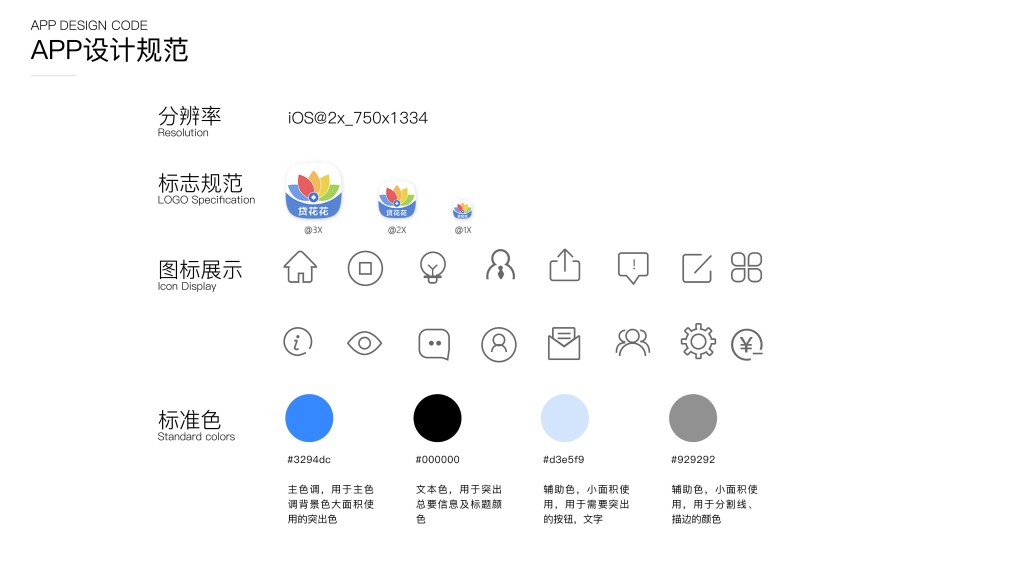 APP DESIGN CODE
APP设计规范
分辨率
Resolution
iOS@2x_750x1334
标志规范
LOGO Specification
贷花花
贷花花
贷花花
@3X
@2X
@1X
图标展示
Icon Display
标准色
Standard colors
#3294dc
#000000
#d3e5f9
#929292
主色调，用于主色
调背景色大面积使
用的突出色
文本色，用于突出
总要信息及标题颜
色
辅助色，小面积使
用，用于需要突出
的按钮，文字
辅助色，小面积使
用，用于分割线、
描边的颜色